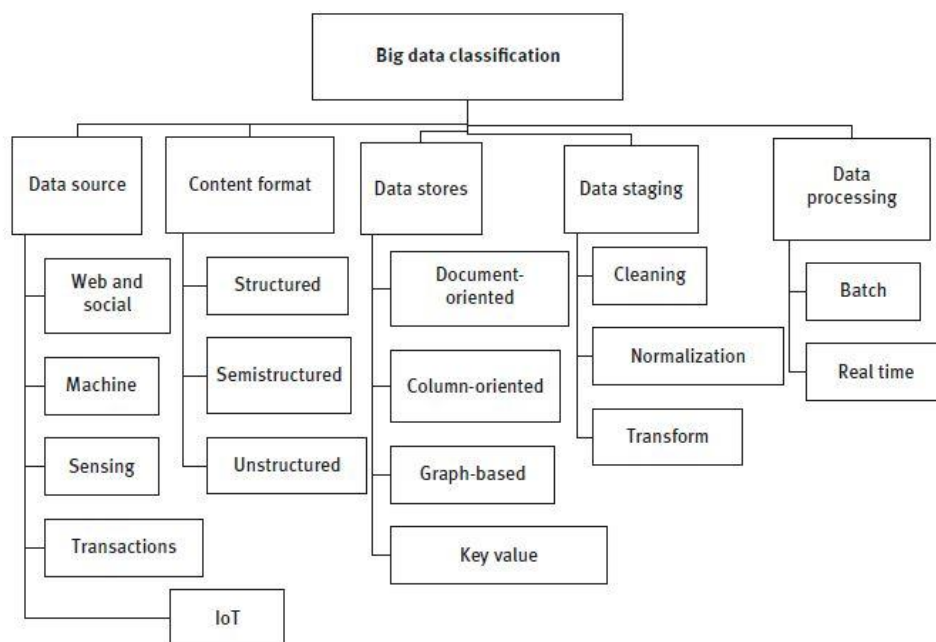 Big data classification
Data source
Content format
Data stores
Data staging
Data
processing
Web and
social
Machine
Sensing
Transactions
IoT
Structured
Semistructured
Unstructured
Document-
oriented
Column-oriented
Graph-based
Key value
Cleaning
Normalization
Transform
Batch
Real time